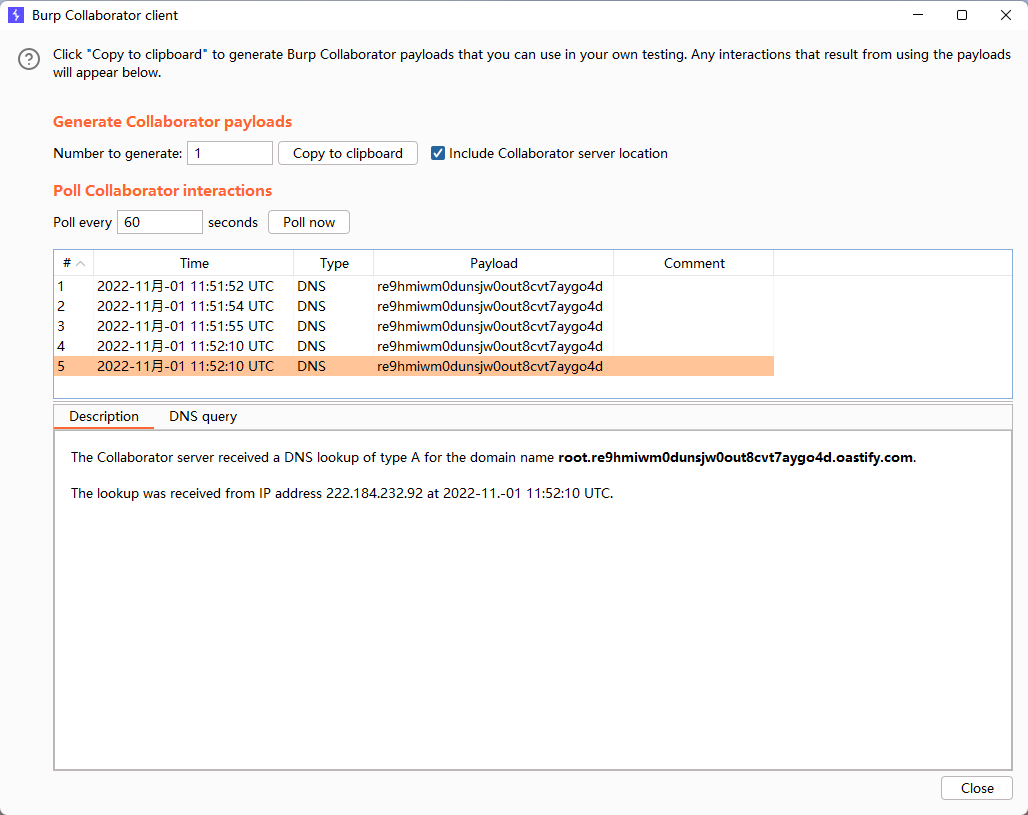 Burp Collaborator client
Click "Copy to clipboard" to generate Burp Collaborator payloads that you can use in your own testing. Any interactions that result from using the payloads
will appear below.
Generate Collaborator payloads
Number to generate: 1 Copy to clipboard Include Collaborator server location
Poll Collaborator interactions
Poll every 60 seconds Poll now
# Time Type Payload Comment
1 2022-11月-01 11:51:52 UTC DNS re9hmiwm0dunsjw0out8cvt7aygo4d
2 2022-11月-01 11:51:54 UTC DNS re9hmiwm0dunsjw0out8cvt7aygo4d
3 2022-11月-01 11:51:55 UTC DNS re9hmiwm0dunsjw0out8cvt7aygo4d
4 2022-11月-01 11:52:10 UTC DNS re9hmiwm0dunsjw0out8cvt7aygo4d
5 2022-11月-01 11:52:10 UTC DNS re9hmiwm0dunsjw0out8cvt7aygo4d
Description DNS query
The Collaborator server received a DNS lookup of type A for the domain name root.re9hmiwm0dunsjw0out8cvt7aygo4d.oastify.com.
The lookup was received from IP address 222.184.232.92 at 2022-11.-01 11:52:10 UTC.
Close